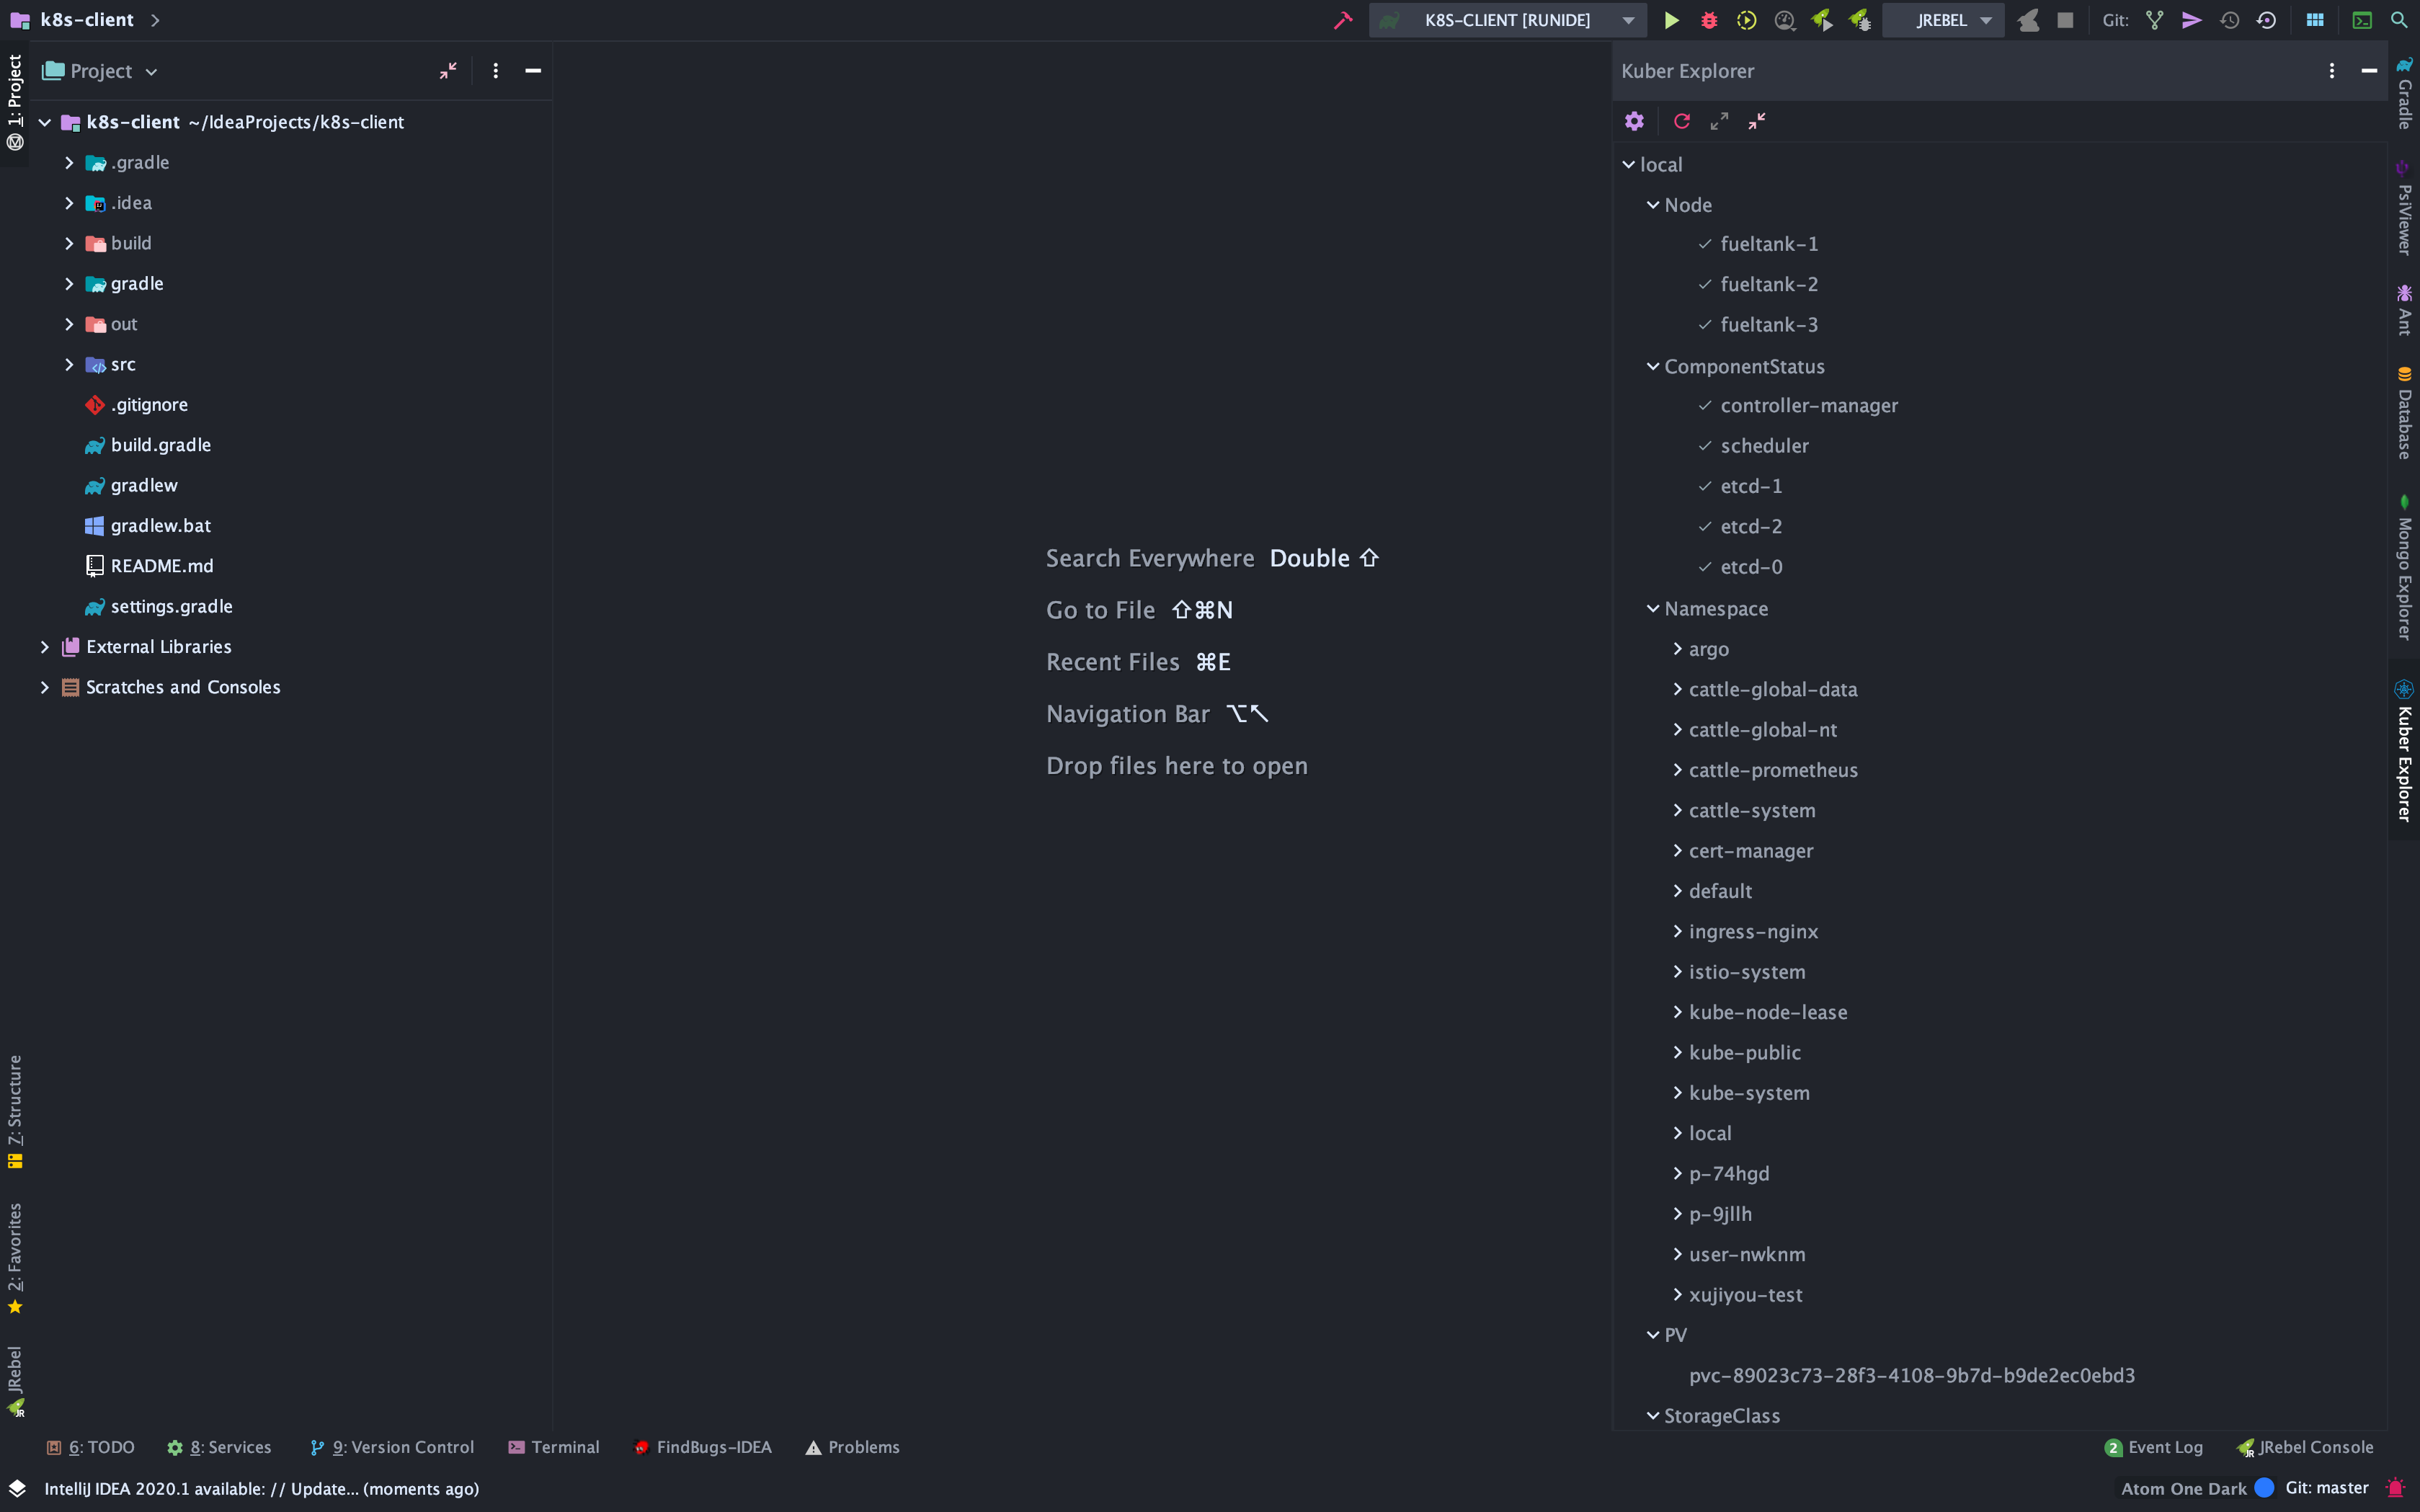 k8s-client
K8S-CLIENT [RUNIDE]
JREBEL
Git:
1: Project
Project
k8s-client ~/IdeaProjects/k8s-client
.gradle
.idea
build
gradle
out
src
.gitignore
build.gradle
gradlew
gradlew.bat
README.md
settings.gradle
External Libraries
Scratches and Consoles
7: Structure
2: Favorites
JRebel
Search Everywhere Double ⇧
Go to File ⇧⌘N
Recent Files ⌘E
Navigation Bar ⌥↖
Drop files here to open
Kuber Explorer
local
Node
fueltank-1
fueltank-2
fueltank-3
ComponentStatus
controller-manager
scheduler
etcd-1
etcd-2
etcd-0
Namespace
argo
cattle-global-data
cattle-global-nt
cattle-prometheus
cattle-system
cert-manager
default
ingress-nginx
istio-system
kube-node-lease
kube-public
kube-system
local
p-74hgd
p-9jllh
user-nwknm
xujiyou-test
PV
pvc-89023c73-28f3-4108-9b7d-b9de2ec0ebd3
StorageClass
Gradle
PsiViewer
Ant
Database
Mongo Explorer
Kuber Explorer
6: TODO
8: Services
9: Version Control
Terminal
FindBugs-IDEA
Problems
2 Event Log
JR JRebel Console
IntelliJ IDEA 2020.1 available: // Update... (moments ago)
Atom One Dark
Git: master